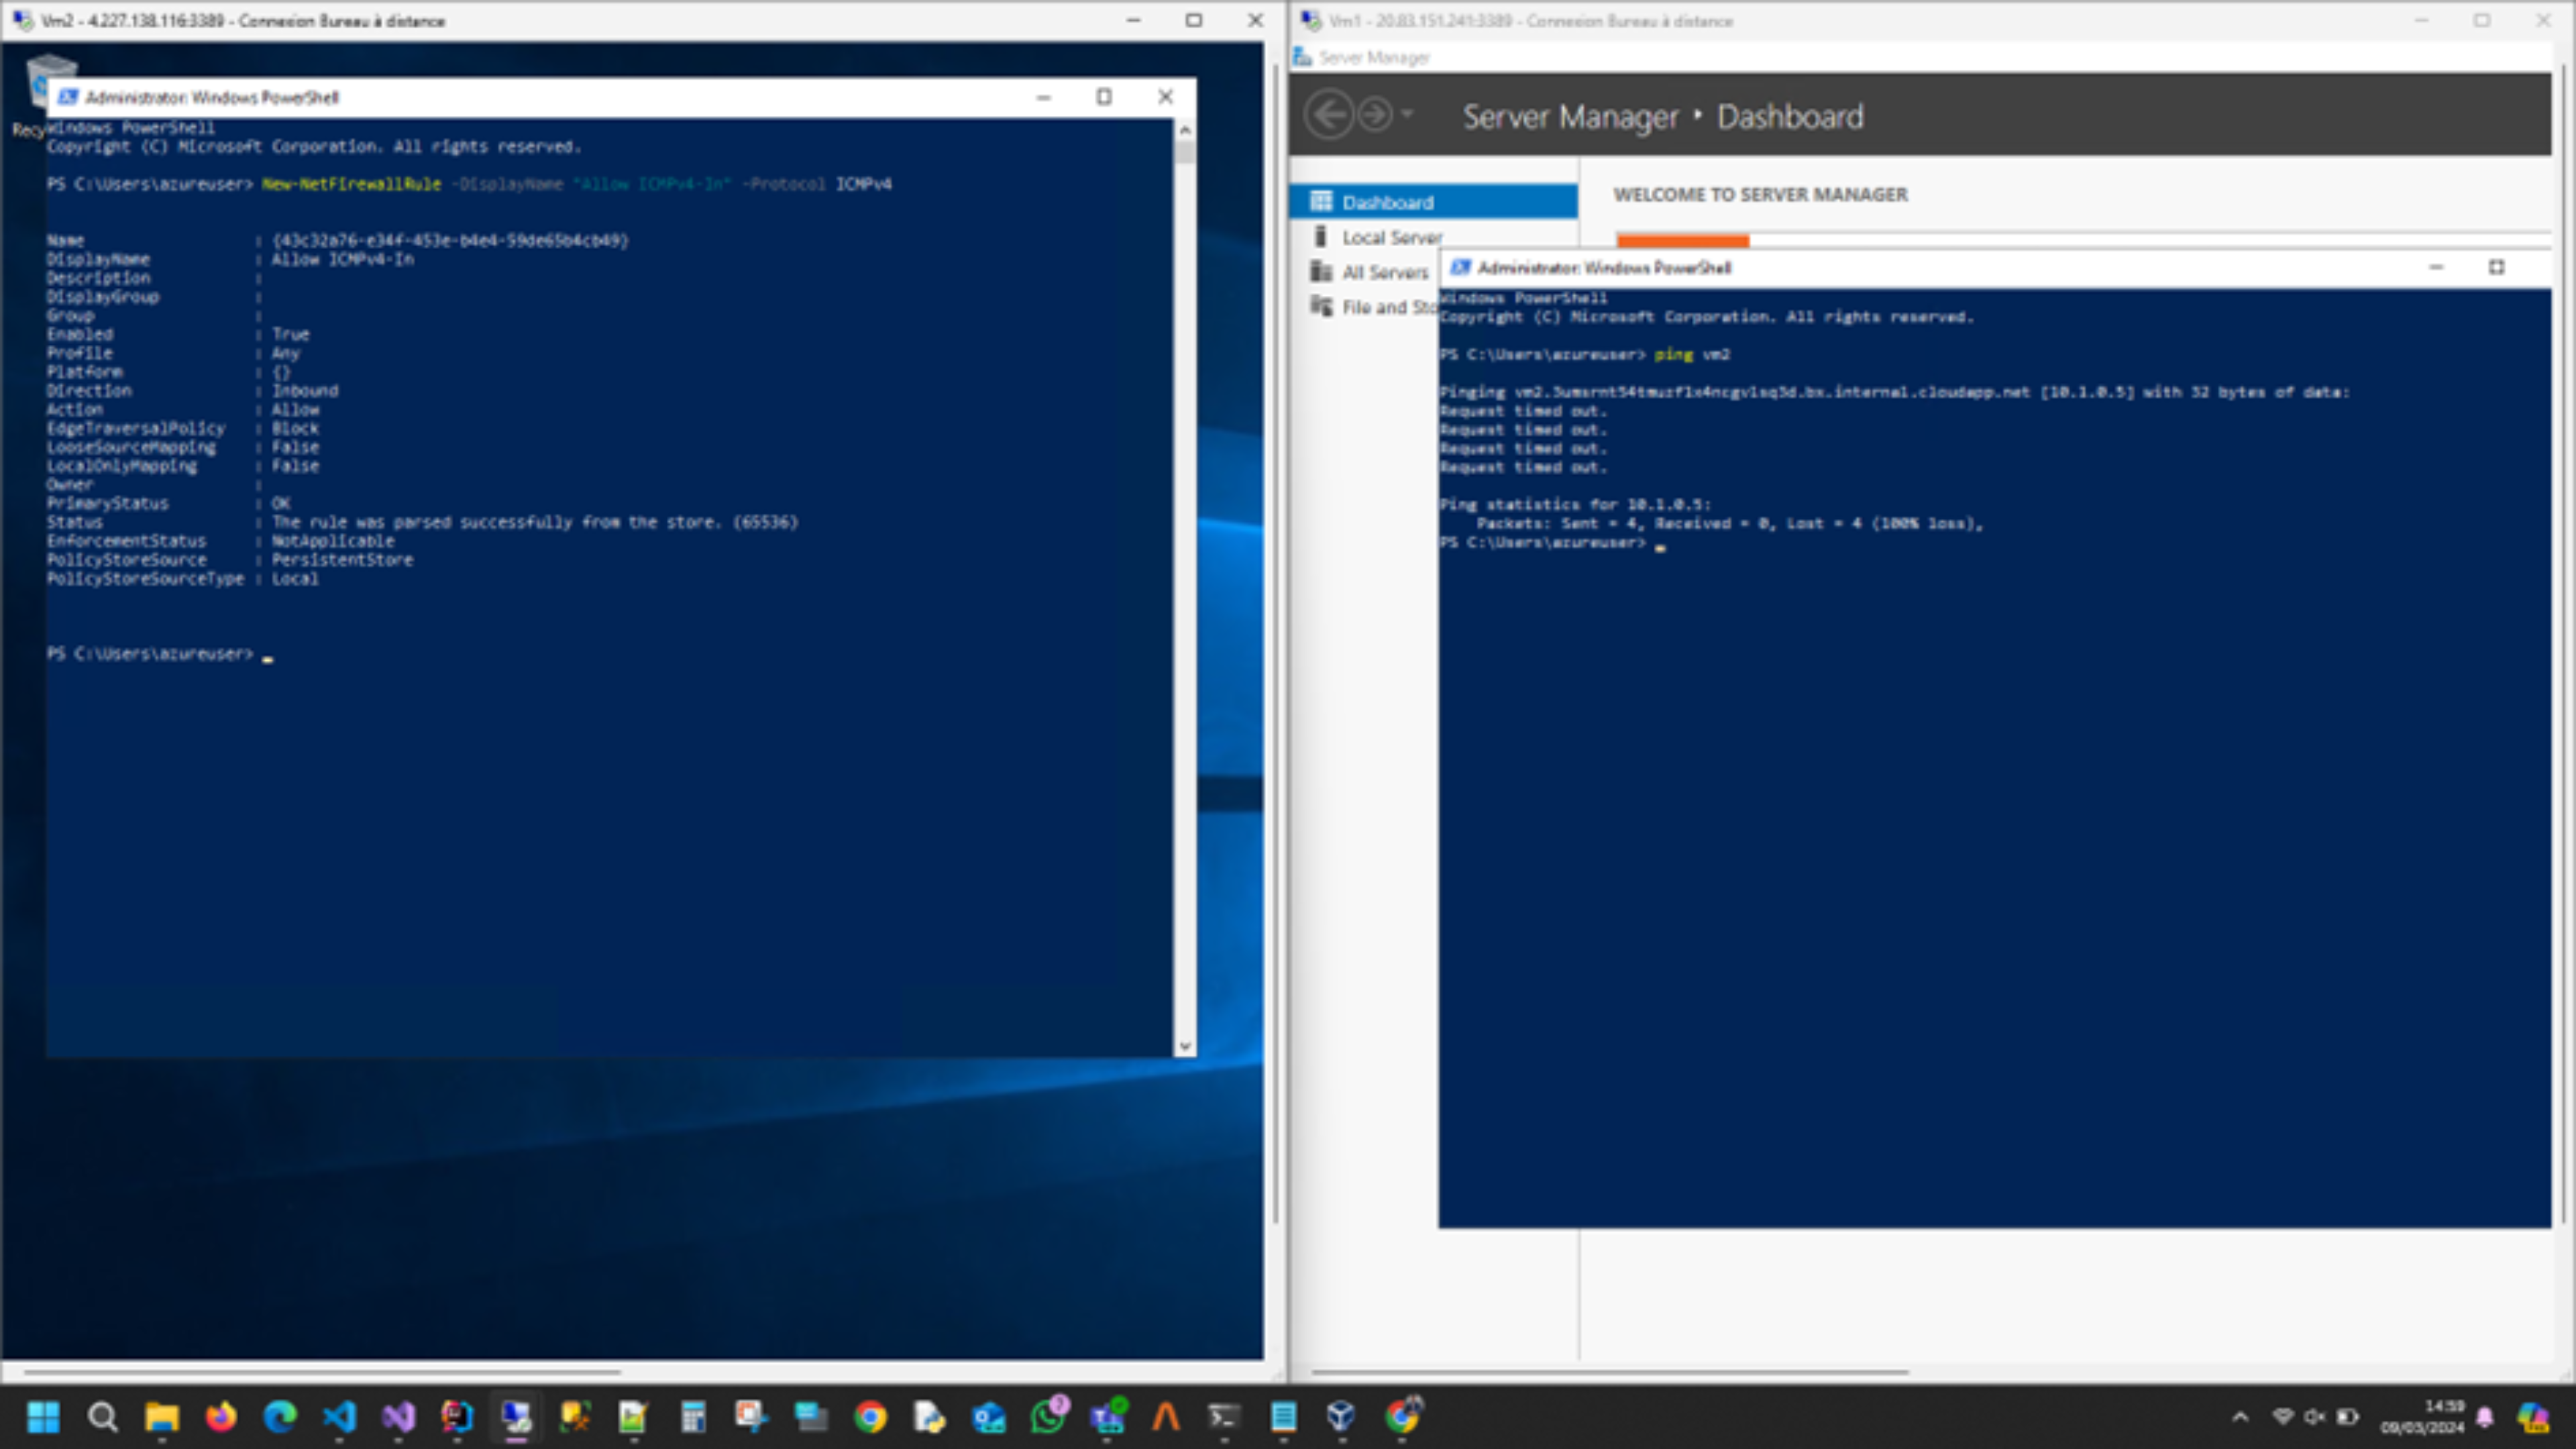 Vm2 - 4.227.138.116:3389 - Connexion Bureau à distance
Administrator: Windows PowerShell
Recy
Windows PowerShell
Copyright (C) Microsoft Corporation. All rights reserved.
PS C:\Users\azureuser> New-NetFirewallRule -DisplayName "Allow ICMPv4-In" -Protocol ICMPv4
Name : {43c32a76-e34f-453e-b4e4-59de65b4cb49}
DisplayName : Allow ICMPv4-In
Description :
DisplayGroup :
Group :
Enabled : True
Profile : Any
Platform : {}
Direction : Inbound
Action : Allow
EdgeTraversalPolicy : Block
LooseSourceMapping : False
LocalOnlyMapping : False
Owner :
PrimaryStatus : OK
Status : The rule was parsed successfully from the store. (65536)
EnforcementStatus : NotApplicable
PolicyStoreSource : PersistentStore
PolicyStoreSourceType : Local
PS C:\Users\azureuser>
Vm1 - 20.83.151.241:3389 - Connexion Bureau à distance
Server Manager
Server Manager • Dashboard
Dashboard
Local Server
All Servers
File and Sto
WELCOME TO SERVER MANAGER
Administrator: Windows PowerShell
Windows PowerShell
Copyright (C) Microsoft Corporation. All rights reserved.
PS C:\Users\azureuser> ping vm2
Pinging [10.1.0.5] with 32 bytes of data:
Request timed out.
Request timed out.
Request timed out.
Request timed out.
Ping statistics for 10.1.0.5:
Packets: Sent = 4, Received = 0, Lost = 4 (100% loss),
PS C:\Users\azureuser>
14:59
09/03/2024